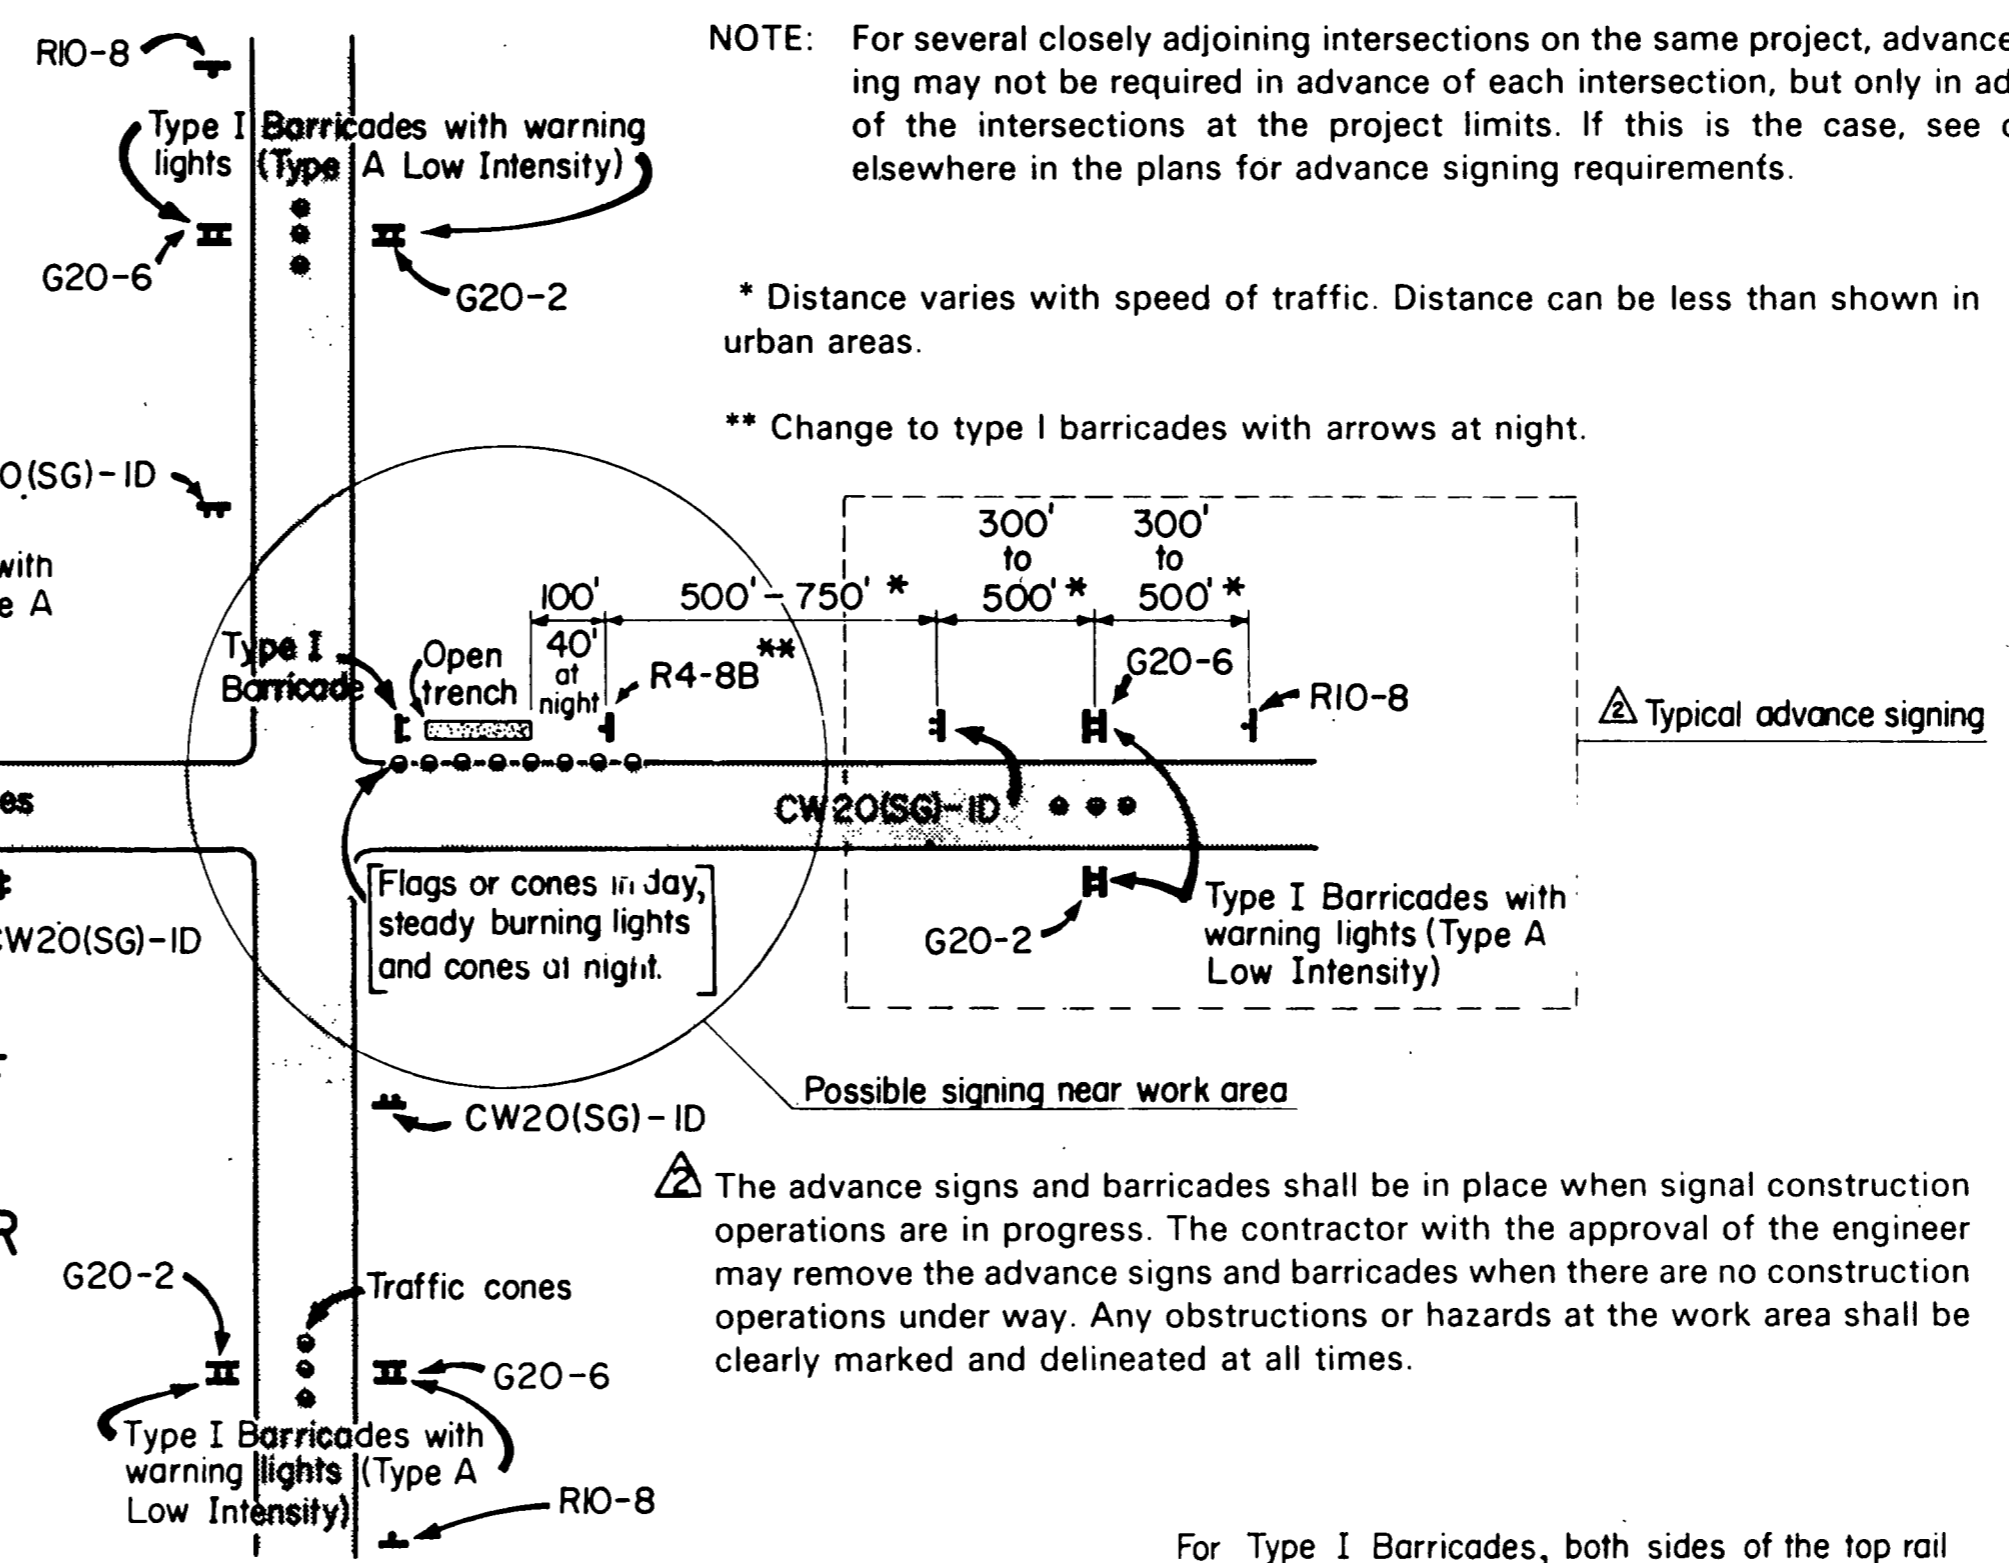 NOTE: For several closely adjoining intersections on the same project, advance
ing may not be required in advance of each intersection, but only in ad
of the intersections at the project limits. If this is the case, see
elsewhere in the plans for advance signing requirements.
* Distance varies with speed of traffic. Distance can be less than shown in
urban areas.
** Change to type I barricades with arrows at night.
R10-8
Type I Barricades with warning
lights (Type A Low Intensity)
G20-6
G20-2
0(SG)-1D
with
e A
300'
to
500' *
300'
to
500' *
100'
500'-750' *
40'
at
night
**
R4-8B
Type I
Barricade
Open
trench
G20-6
R10-8
2 Typical advance signing
es
CW20(SG)-1D
CW20(SG)-1D
[Flags or cones in day,
steady burning lights
and cones at night.]
G20-2
Type I Barricades with
warning lights (Type A
Low Intensity)
Possible signing near work area
CW20(SG)-1D
2 The advance signs and barricades shall be in place when signal construction
operations are in progress. The contractor with the approval of the engineer
may remove the advance signs and barricades when there are no construction
operations under way. Any obstructions or hazards at the work area shall be
clearly marked and delineated at all times.
R
G20-2
Traffic cones
G20-6
Type I Barricades with
warning lights (Type A
Low Intensity)
R10-8
For Type I Barricades, both sides of the top rail